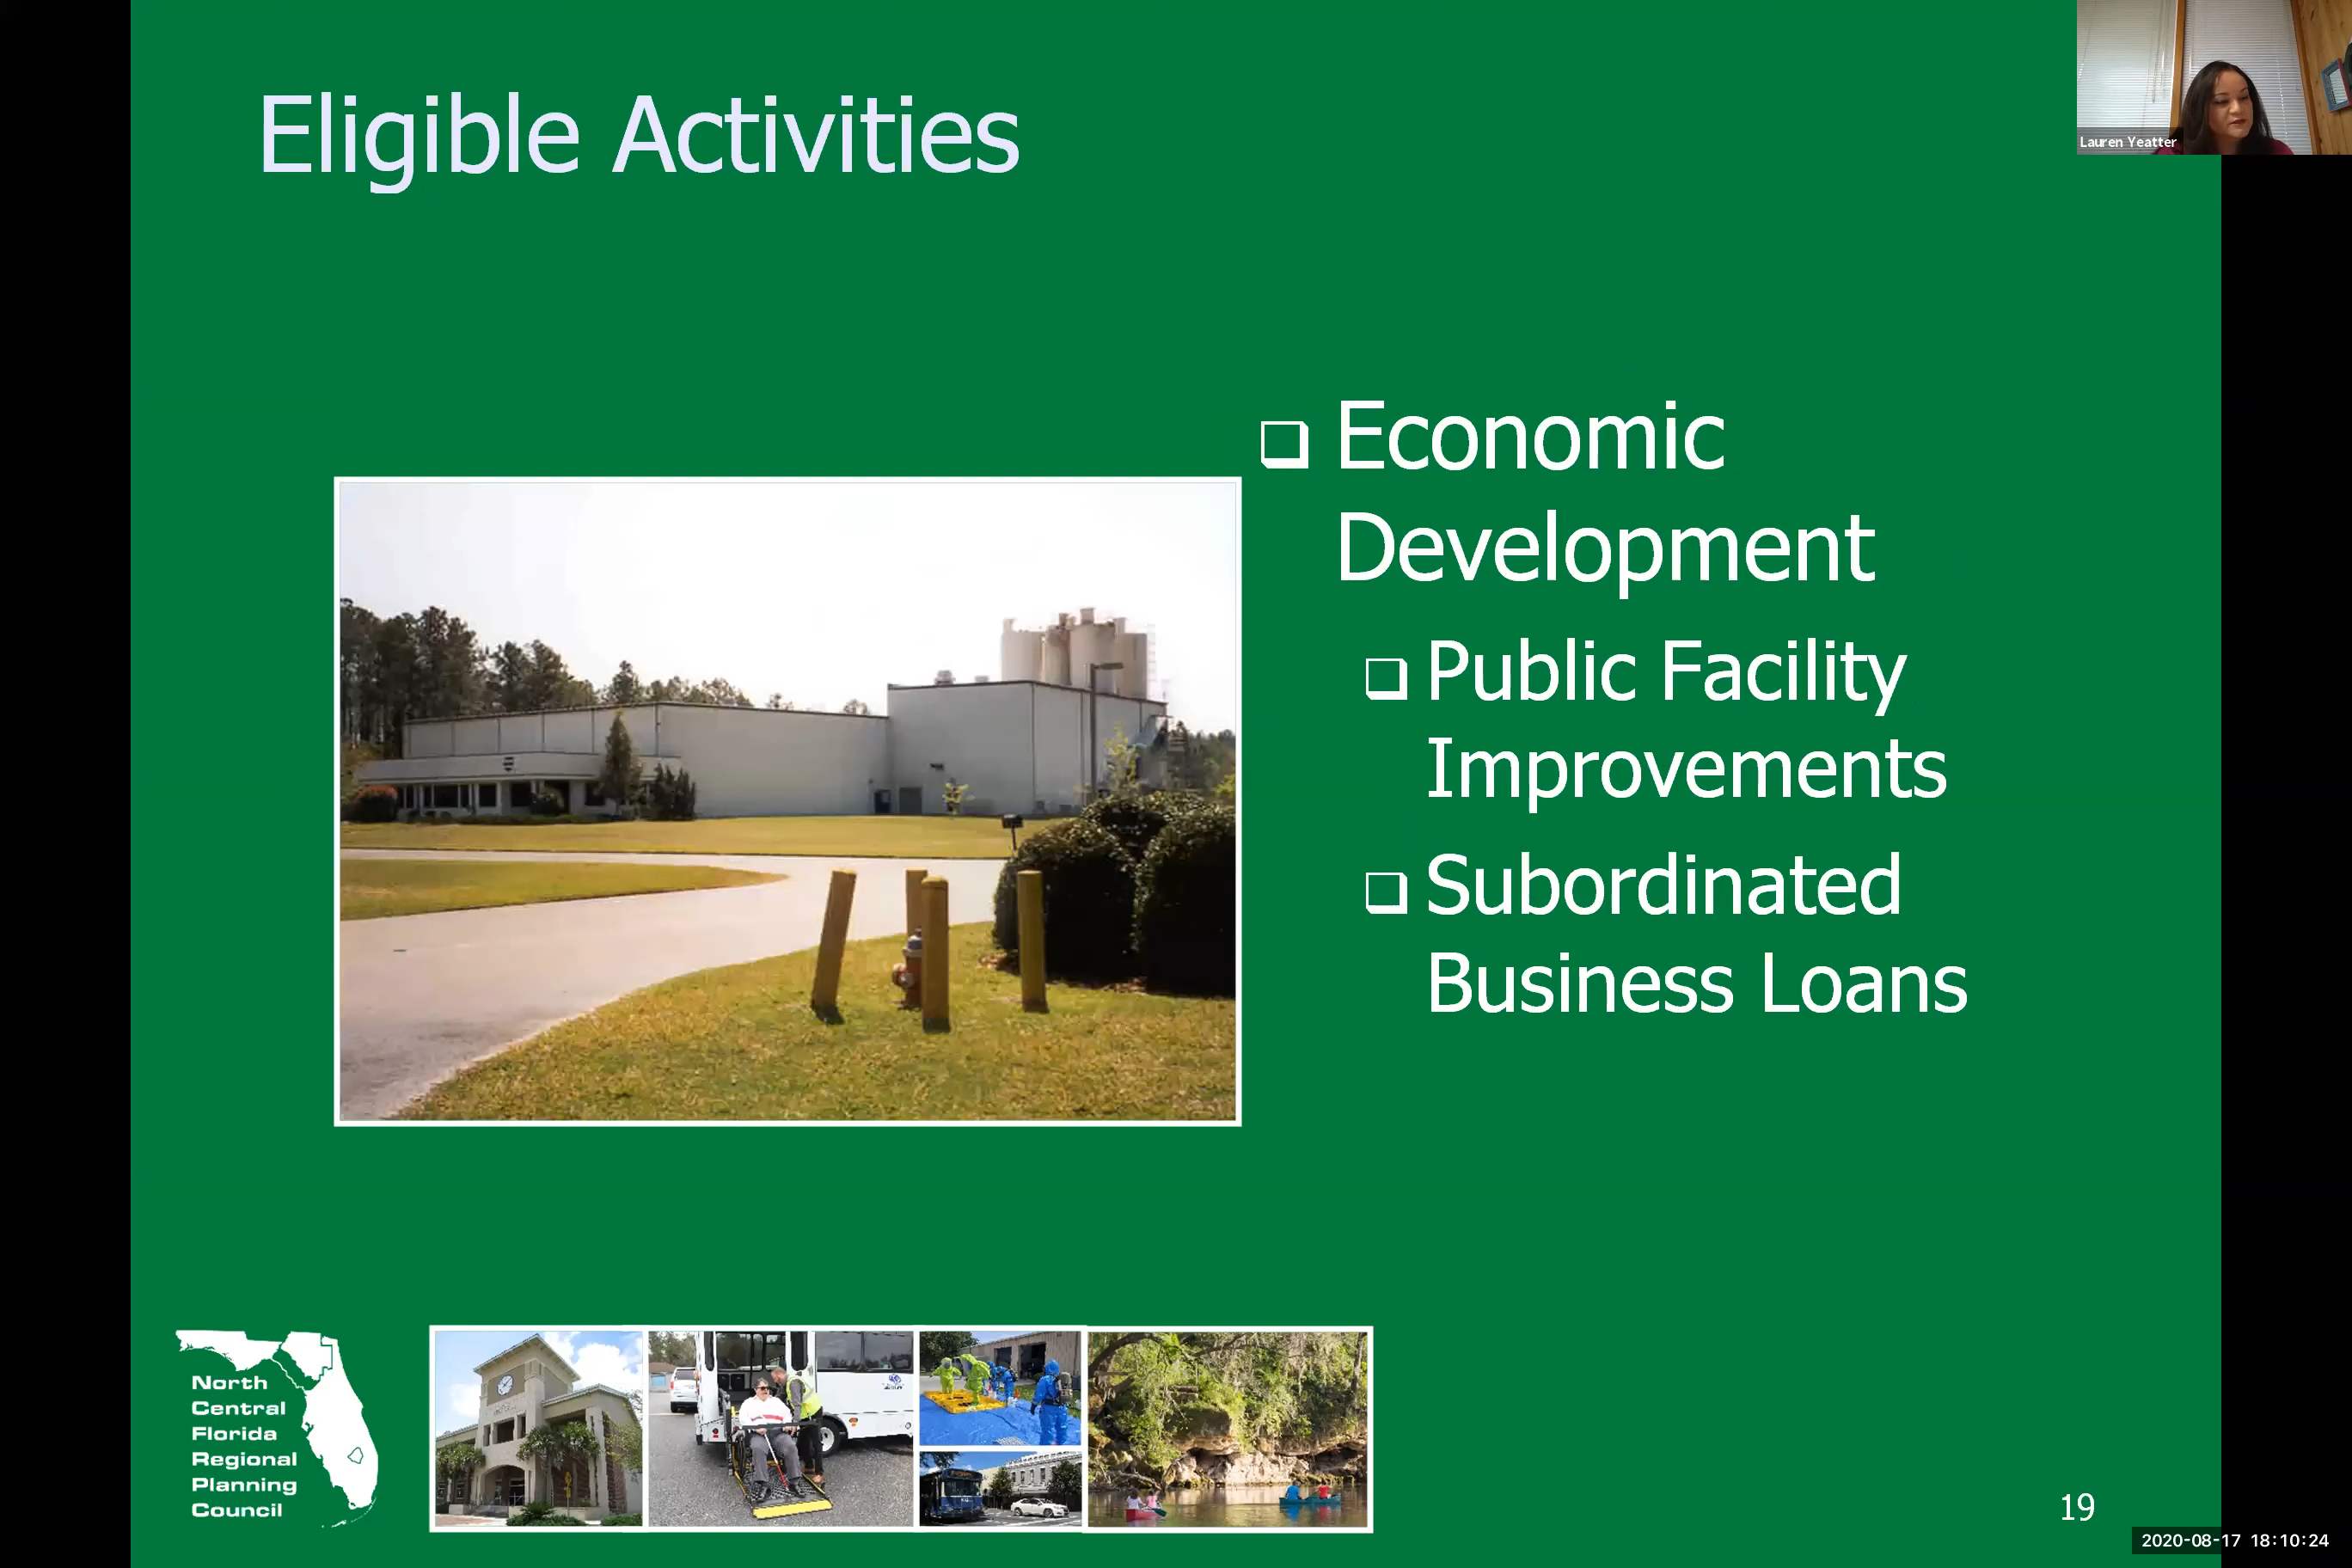 Eligible Activities
Lauren Yeatter
Economic
Development
Public Facility
Improvements
Subordinated
Business Loans
North
Central
Florida
Regional
Planning
Council
19
2020-08-17 18:10:24